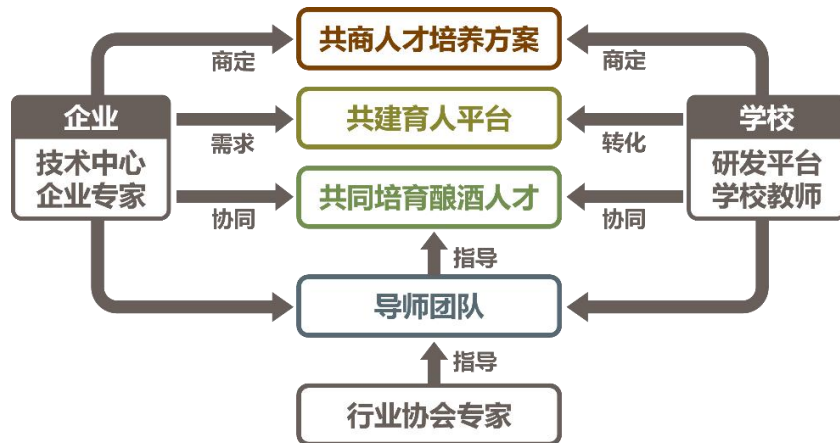 共商人才培养方案
商定
商定
企业
共建育人平台
学校
技术中心
企业专家
需求
转化
研发平台
学校教师
共同培育酿酒人才
协同
协同
指导
导师团队
指导
行业协会专家